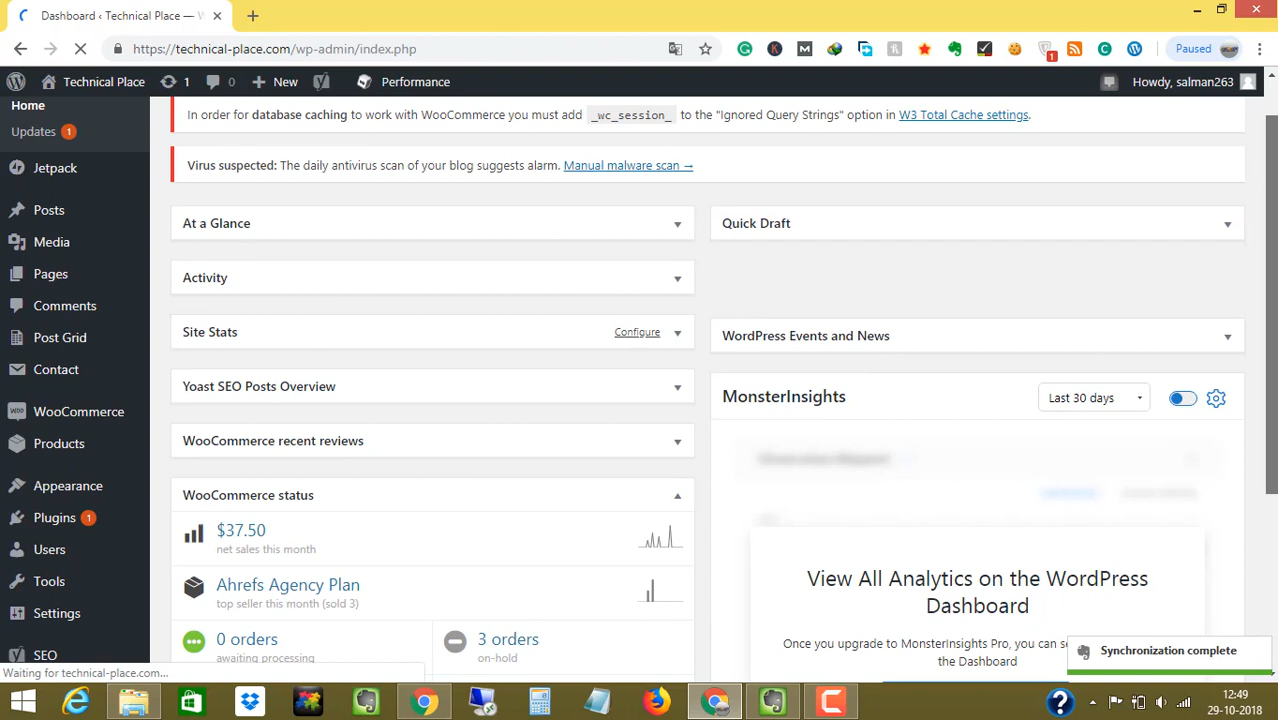 Dashboard ‹ Technical Place — W
https://technical-place.com/wp-admin/index.php
1
Paused
Technical Place
1
0
New
Performance
Howdy, salman263
Home
Updates 1
Jetpack
Posts
Media
Pages
Comments
Post Grid
Contact
WooCommerce
Products
Appearance
Plugins 1
Users
Tools
Settings
SEO
In order for database caching to work with WooCommerce you must add _wc_session_ to the "Ignored Query Strings" option in W3 Total Cache settings.
Virus suspected: The daily antivirus scan of your blog suggests alarm. Manual malware scan →
At a Glance
Activity
Site Stats Configure
Yoast SEO Posts Overview
WooCommerce recent reviews
WooCommerce status
$37.50
net sales this month
Ahrefs Agency Plan
top seller this month (sold 3)
0 orders
awaiting processing
3 orders
on-hold
Quick Draft
WordPress Events and News
MonsterInsights
Last 30 days
View All Analytics on the WordPress
Dashboard
Once you upgrade to MonsterInsights Pro, you can se
the Dashboard
Synchronization complete
Waiting for technical-place.com...
12:49
29-10-2018